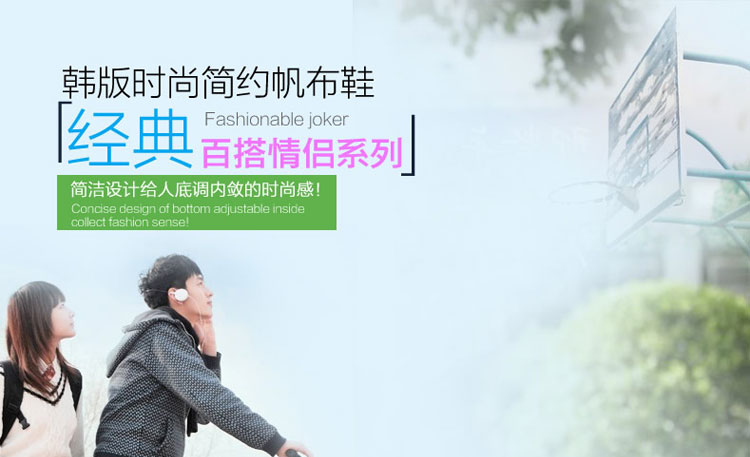 韩版时尚简约帆布鞋
经典
Fashionable joker
百搭情侣系列
简洁设计给人底调内敛的时尚感!
Concise design of bottom adjustable inside
collect fashion sense!